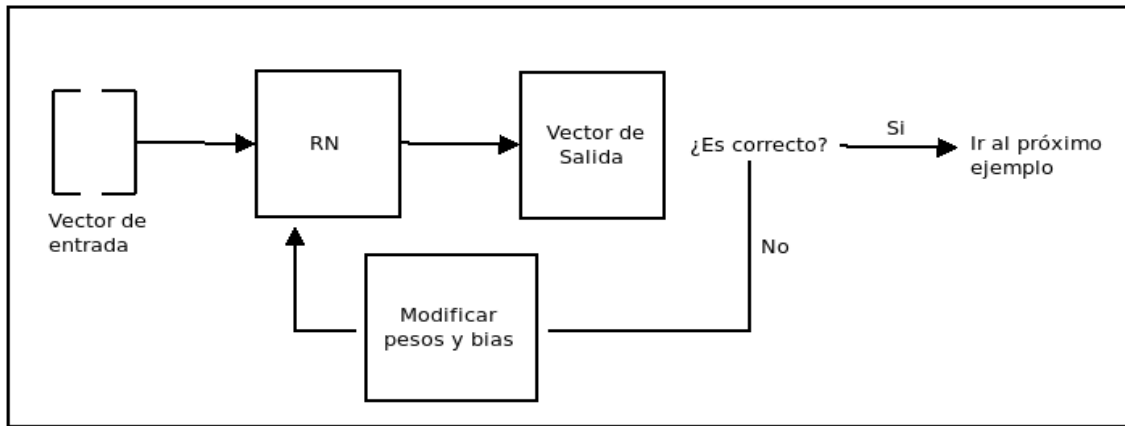 Vector de
entrada
RN
Vector de
Salida
¿Es correcto?
Si
Ir al próximo
ejemplo
No
Modificar
pesos y bias